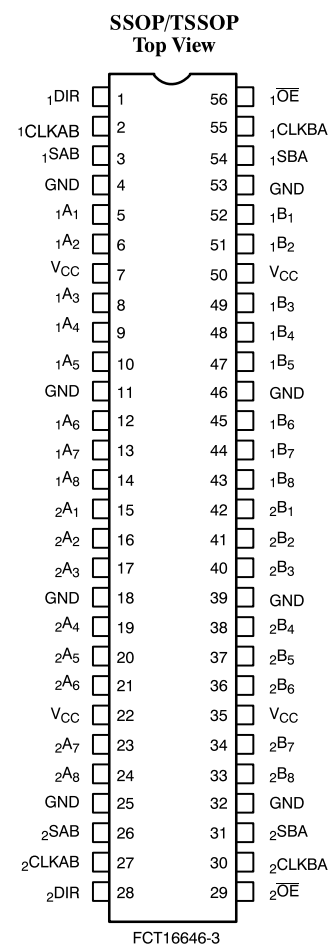 SSOP/TSSOP
Top View
1DIR 1 56 1O̅E̅
1CLKAB 2 55 1CLKBA
1SAB 3 54 1SBA
GND 4 53 GND
1A1 5 52 1B1
1A2 6 51 1B2
VCC 7 50 VCC
1A3 8 49 1B3
1A4 9 48 1B4
1A5 10 47 1B5
GND 11 46 GND
1A6 12 45 1B6
1A7 13 44 1B7
1A8 14 43 1B8
2A1 15 42 2B1
2A2 16 41 2B2
2A3 17 40 2B3
GND 18 39 GND
2A4 19 38 2B4
2A5 20 37 2B5
2A6 21 36 2B6
VCC 22 35 VCC
2A7 23 34 2B7
2A8 24 33 2B8
GND 25 32 GND
2SAB 26 31 2SBA
2CLKAB 27 30 2CLKBA
2DIR 28 29 2O̅E̅
FCT16646-3